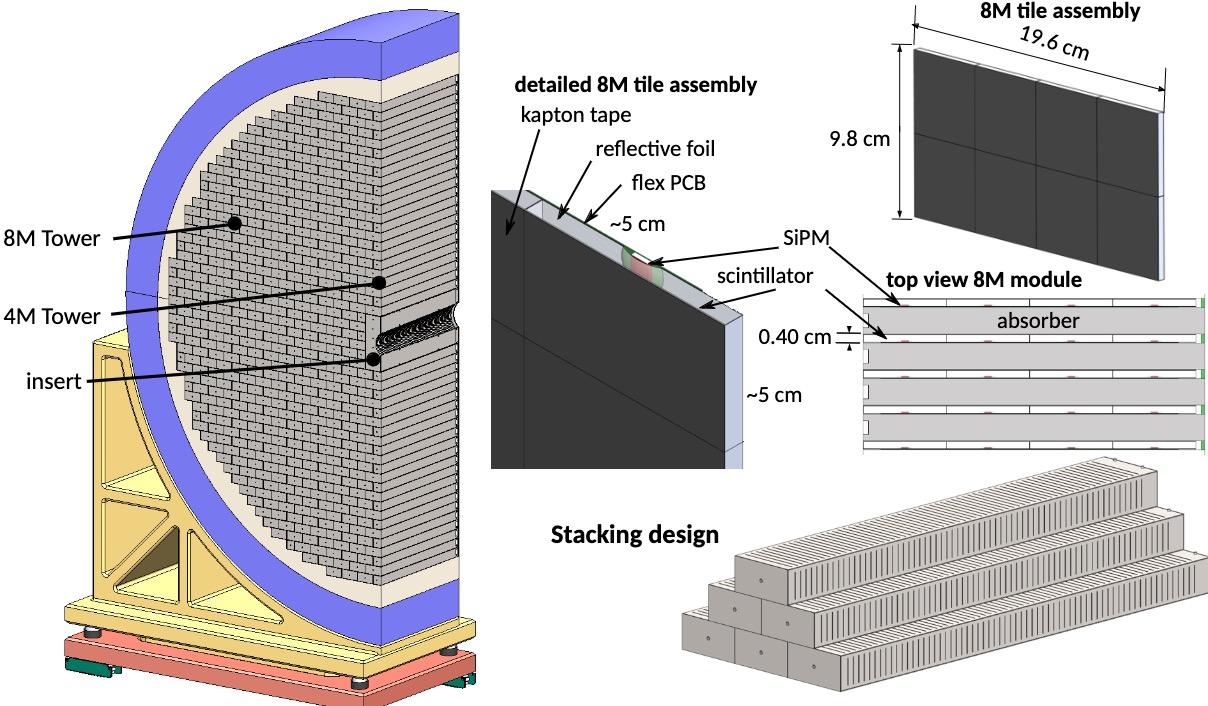 8M tile assembly
19.6 cm
9.8 cm
detailed 8M tile assembly
kapton tape
reflective foil
flex PCB
~5 cm
SiPM
scintillator
top view 8M module
absorber
0.40 cm
~5 cm
8M Tower
4M Tower
insert
Stacking design